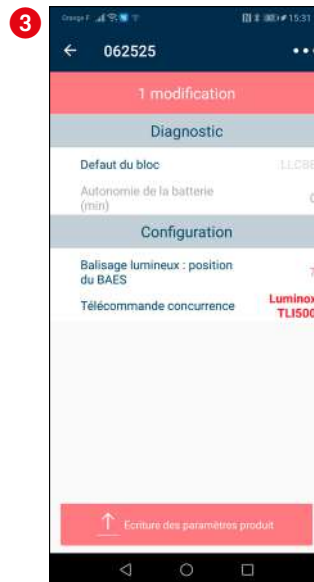 3
Orange F 15:31
062525
1 modification
Diagnostic
Defaut du bloc
Autonomie de la batterie
(min)
Configuration
Balisage lumineux : position
du BAES
7
Télécommande concurrence
Luminox
TLI500
Ecriture des paramètres produit